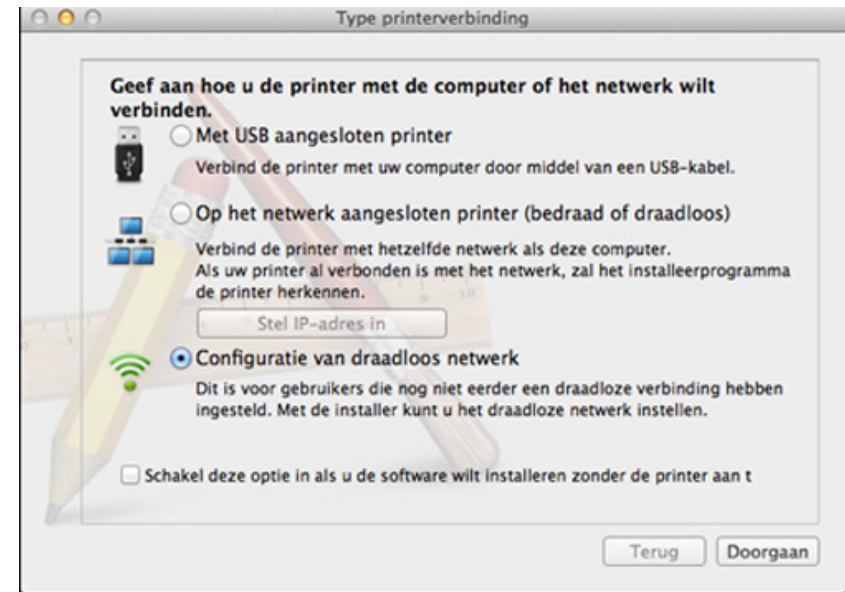 Type printerverbinding
Geef aan hoe u de printer met de computer of het netwerk wilt
verbinden.
Met USB aangesloten printer
Verbind de printer met uw computer door middel van een USB-kabel.
Op het netwerk aangesloten printer (bedraad of draadloos)
Verbind de printer met hetzelfde netwerk als deze computer.
Als uw printer al verbonden is met het netwerk, zal het installeerprogramma
de printer herkennen.
Stel IP-adres in
Configuratie van draadloos netwerk
Dit is voor gebruikers die nog niet eerder een draadloze verbinding hebben
ingesteld. Met de installer kunt u het draadloze netwerk instellen.
Schakel deze optie in als u de software wilt installeren zonder de printer aan t
Terug
Doorgaan